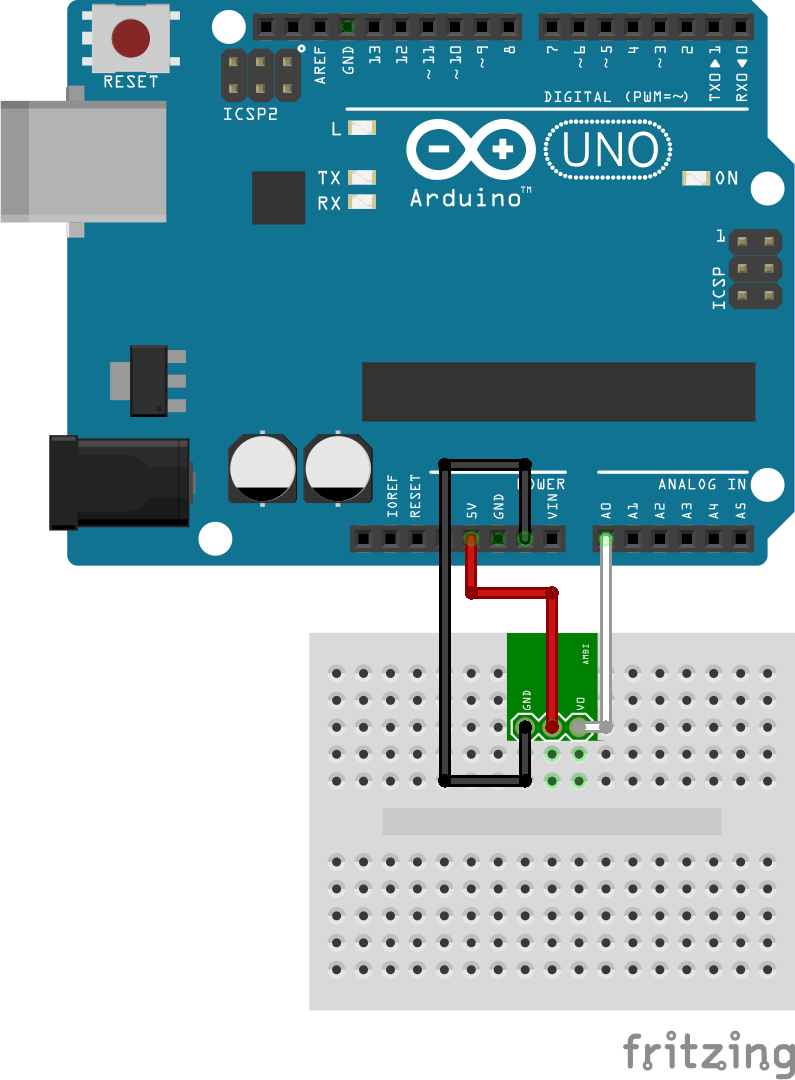 RESET
ICSP2
AREF
GND
13
12
~11
~10
~9
8
7
~6
~5
4
~3
2
TX0▶1
RX0◀0
DIGITAL (PWM=~)
L
TX
RX
Arduino™
UNO
ON
1
ICSP
IOREF
RESET
5V
GND
VIN
ANALOG IN
A0
A1
A2
A3
A4
A5
AMBI
GND
VO
fritzing